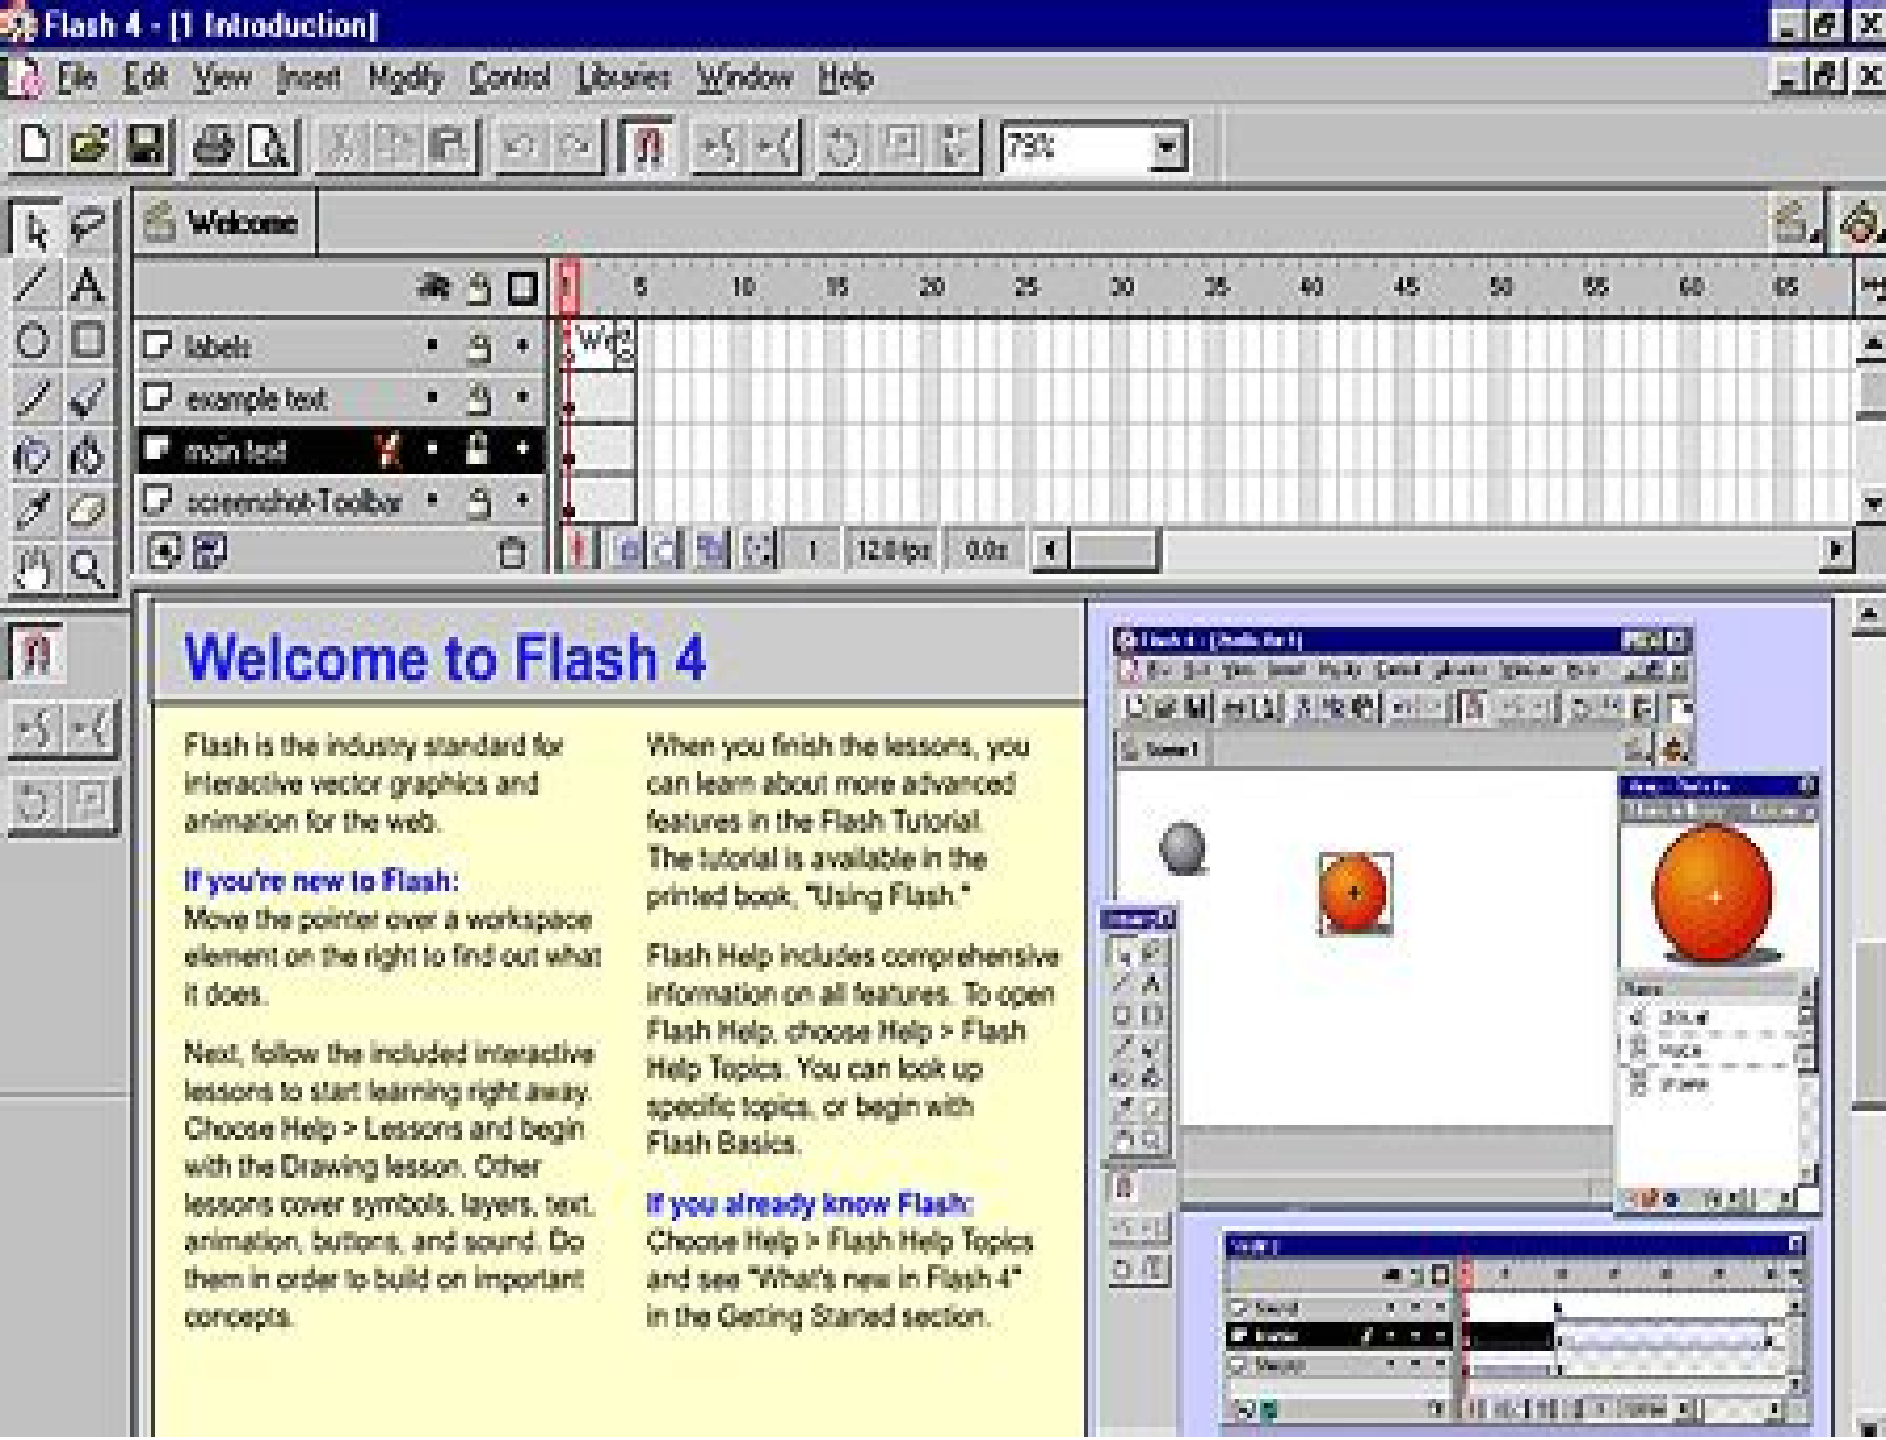 Flash 4 - [1 Introduction]
File Edit View Insert Modify Control Libraries Window Help
Welcome
1 5 10 15 20 25 30 35 40 45 50 55 60 65
labels
example text
main text
screenshot-Toolbar
1 12.0 fps 0.0s
Welcome to Flash 4
Flash is the industry standard for
interactive vector graphics and
animation for the web.
If you're new to Flash:
Move the pointer over a workspace
element on the right to find out what
it does.
Next, follow the included interactive
lessons to start learning right away.
Choose Help > Lessons and begin
with the Drawing lesson. Other
lessons cover symbols, layers, text,
animation, buttons, and sound. Do
them in order to build on important
concepts.
When you finish the lessons, you
can learn about more advanced
features in the Flash Tutorial.
The tutorial is available in the
printed book, "Using Flash."
Flash Help includes comprehensive
information on all features. To open
Flash Help, choose Help > Flash
Help Topics. You can look up
specific topics, or begin with
Flash Basics.
If you already know Flash:
Choose Help > Flash Help Topics
and see "What's new in Flash 4"
in the Getting Started section.
Scene 1